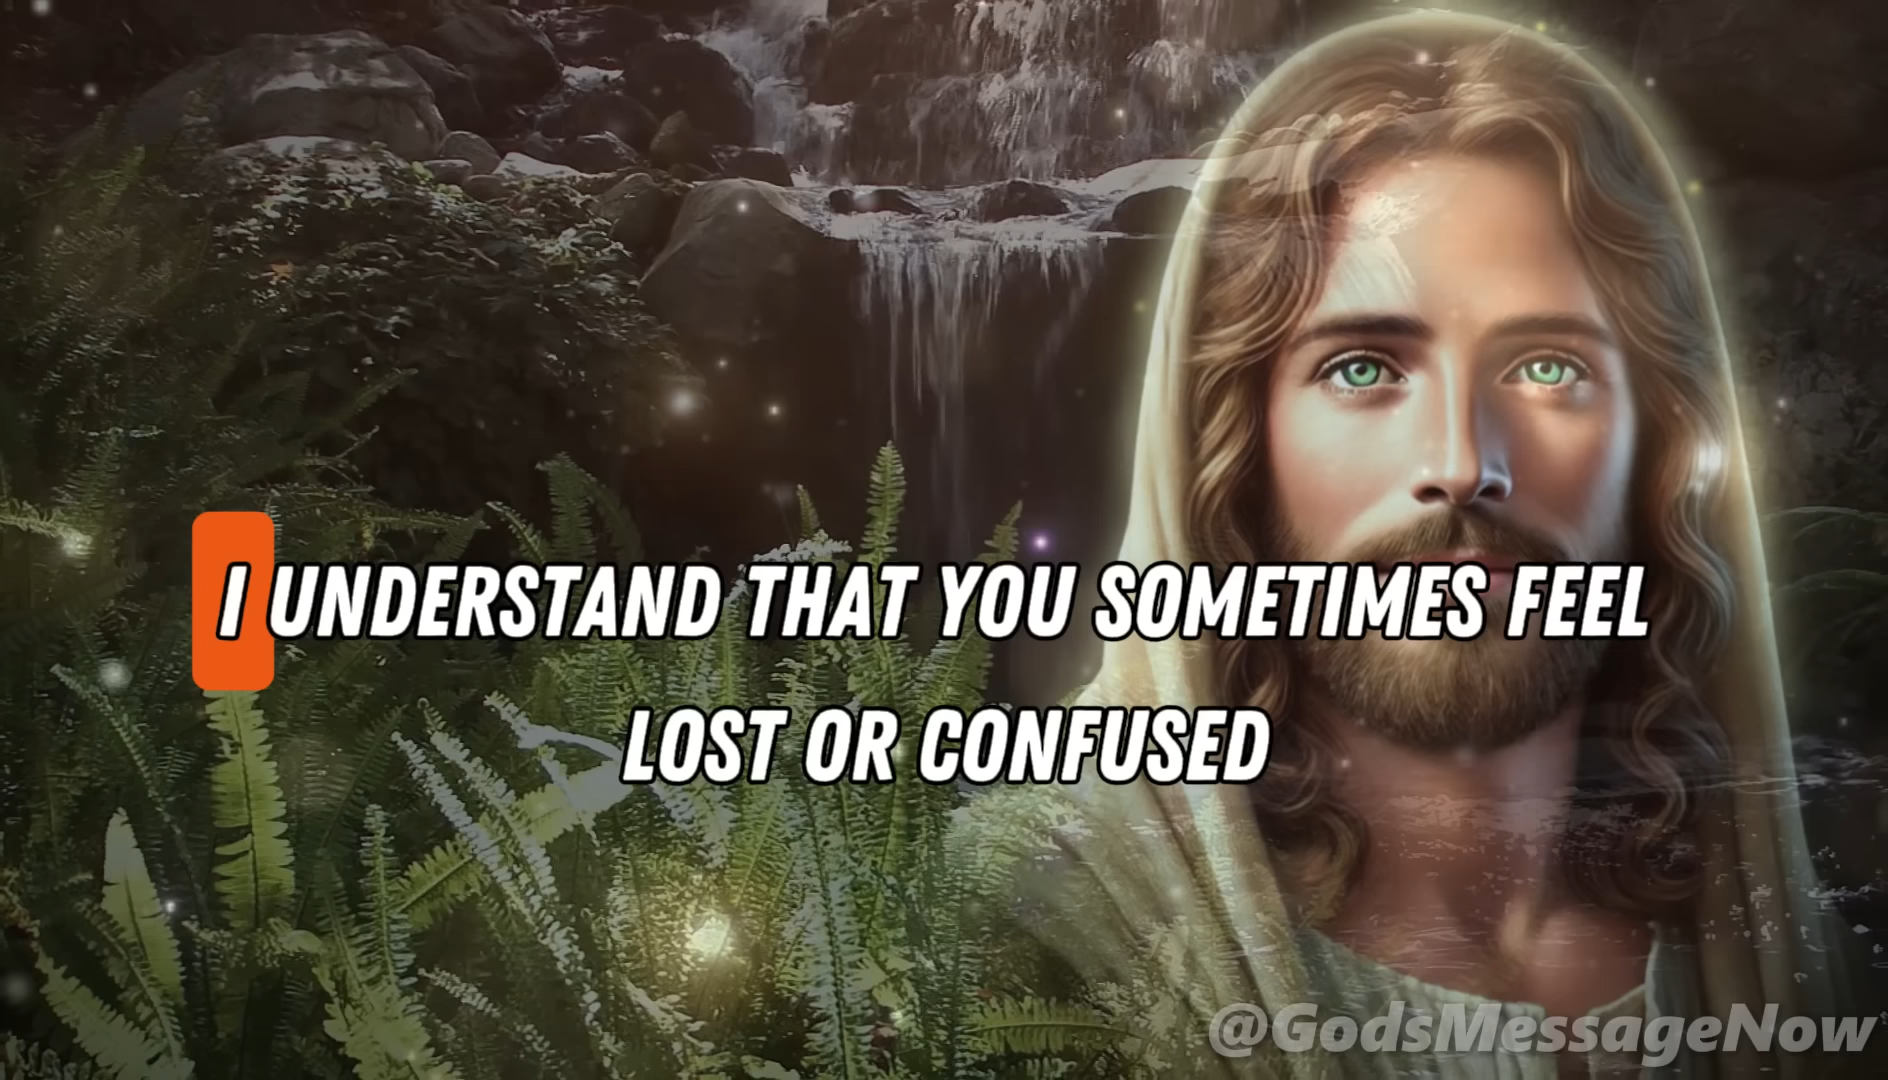 I UNDERSTAND THAT YOU SOMETIMES FEEL
LOST OR CONFUSED
@GodsMessageNow